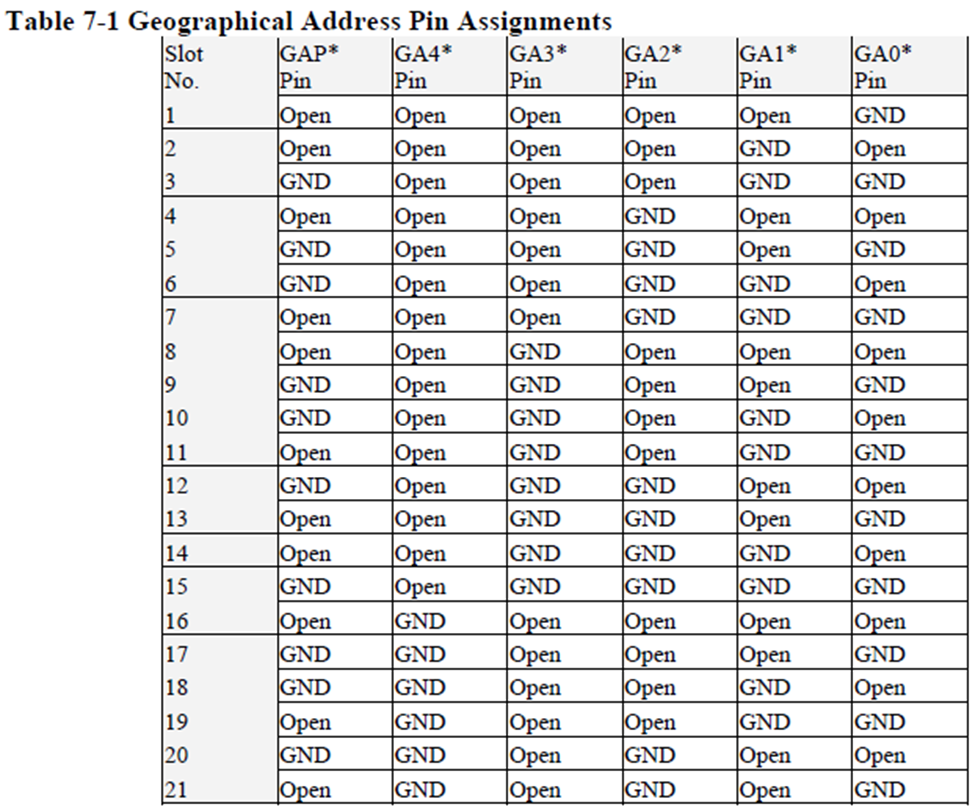 Table 7-1 Geographical Address Pin Assignments
Slot No. GAP* Pin GA4* Pin GA3* Pin GA2* Pin GA1* Pin GA0* Pin
1 Open Open Open Open Open GND
2 Open Open Open Open GND Open
3 GND Open Open Open GND GND
4 Open Open Open GND Open Open
5 GND Open Open GND Open GND
6 GND Open Open GND GND Open
7 Open Open Open GND GND GND
8 Open Open GND Open Open Open
9 GND Open GND Open Open GND
10 GND Open GND Open GND Open
11 Open Open GND Open GND GND
12 GND Open GND GND Open Open
13 Open Open GND GND Open GND
14 Open Open GND GND GND Open
15 GND Open GND GND GND GND
16 Open GND Open Open Open Open
17 GND GND Open Open Open GND
18 GND GND Open Open GND Open
19 Open GND Open Open GND GND
20 GND GND Open GND Open Open
21 Open GND Open GND Open GND